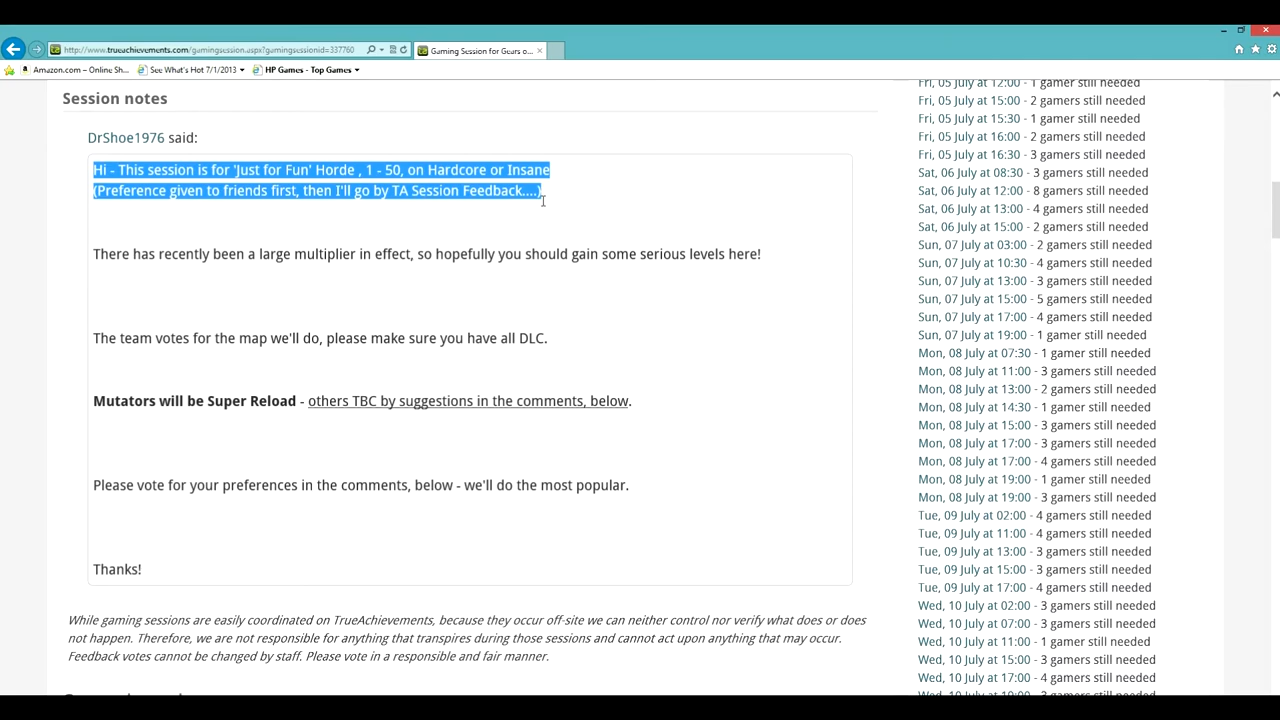 http://www.trueachievements.com/gamingsession.aspx?gamingsessionid=337760
Gaming Session for Gears o...
Amazon.com – Online Sh...
See What's Hot 7/1/2013
HP Games - Top Games
Session notes
DrShoe1976 said:
Hi - This session is for 'Just for Fun' Horde , 1 - 50, on Hardcore or Insane
(Preference given to friends first, then I'll go by TA Session Feedback....)
There has recently been a large multiplier in effect, so hopefully you should gain some serious levels here!
The team votes for the map we'll do, please make sure you have all DLC.
Mutators will be Super Reload - others TBC by suggestions in the comments, below.
Please vote for your preferences in the comments, below - we'll do the most popular.
Thanks!
While gaming sessions are easily coordinated on TrueAchievements, because they occur off-site we can neither control nor verify what does or does
not happen. Therefore, we are not responsible for anything that transpires during those sessions and cannot act upon anything that may occur.
Feedback votes cannot be changed by staff. Please vote in a responsible and fair manner.
Fri, 05 July at 12:00 - 1 gamer still needed
Fri, 05 July at 15:00 - 2 gamers still needed
Fri, 05 July at 15:30 - 1 gamer still needed
Fri, 05 July at 16:00 - 2 gamers still needed
Fri, 05 July at 16:30 - 3 gamers still needed
Sat, 06 July at 08:30 - 3 gamers still needed
Sat, 06 July at 12:00 - 8 gamers still needed
Sat, 06 July at 13:00 - 4 gamers still needed
Sat, 06 July at 15:00 - 2 gamers still needed
Sun, 07 July at 03:00 - 2 gamers still needed
Sun, 07 July at 10:30 - 4 gamers still needed
Sun, 07 July at 13:00 - 3 gamers still needed
Sun, 07 July at 15:00 - 5 gamers still needed
Sun, 07 July at 17:00 - 4 gamers still needed
Sun, 07 July at 19:00 - 1 gamer still needed
Mon, 08 July at 07:30 - 1 gamer still needed
Mon, 08 July at 11:00 - 3 gamers still needed
Mon, 08 July at 13:00 - 2 gamers still needed
Mon, 08 July at 14:30 - 1 gamer still needed
Mon, 08 July at 15:00 - 3 gamers still needed
Mon, 08 July at 17:00 - 3 gamers still needed
Mon, 08 July at 17:00 - 4 gamers still needed
Mon, 08 July at 19:00 - 1 gamer still needed
Mon, 08 July at 19:00 - 3 gamers still needed
Tue, 09 July at 02:00 - 4 gamers still needed
Tue, 09 July at 11:00 - 4 gamers still needed
Tue, 09 July at 13:00 - 3 gamers still needed
Tue, 09 July at 15:00 - 3 gamers still needed
Tue, 09 July at 17:00 - 4 gamers still needed
Wed, 10 July at 02:00 - 3 gamers still needed
Wed, 10 July at 07:00 - 3 gamers still needed
Wed, 10 July at 11:00 - 1 gamer still needed
Wed, 10 July at 15:00 - 3 gamers still needed
Wed, 10 July at 17:00 - 4 gamers still needed